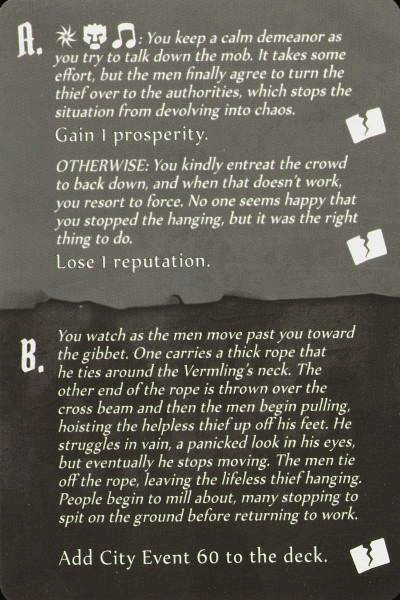 A. : You keep a calm demeanor as
you try to talk down the mob. It takes some
effort, but the men finally agree to turn the
thief over to the authorities, which stops the
situation from devolving into chaos.
Gain 1 prosperity.
OTHERWISE: You kindly entreat the crowd
to back down, and when that doesn't work,
you resort to force. No one seems happy that
you stopped the hanging, but it was the right
thing to do.
Lose 1 reputation.
B. You watch as the men move past you toward
the gibbet. One carries a thick rope that
he ties around the Vermling's neck. The
other end of the rope is thrown over the
cross beam and then the men begin pulling,
hoisting the helpless thief up off his feet. He
struggles in vain, a panicked look in his eyes,
but eventually he stops moving. The men tie
off the rope, leaving the lifeless thief hanging.
People begin to mill about, many stopping to
spit on the ground before returning to work.
Add City Event 60 to the deck.